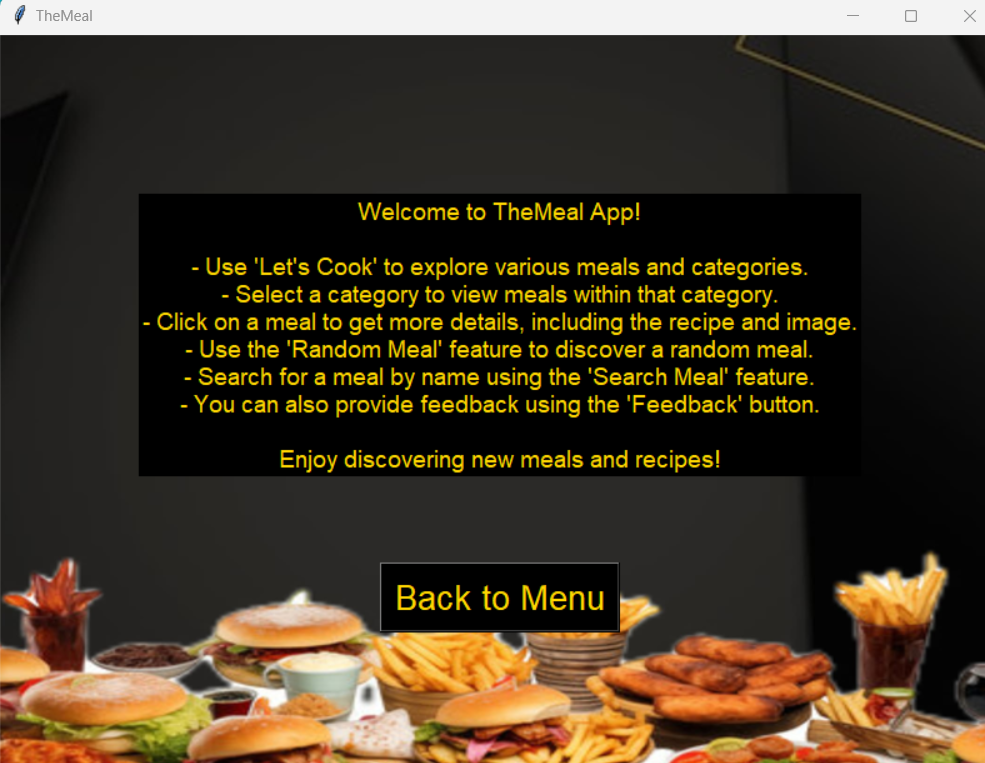 TheMeal
Welcome to TheMeal App!
- Use 'Let's Cook' to explore various meals and categories.
- Select a category to view meals within that category.
- Click on a meal to get more details, including the recipe and image.
- Use the 'Random Meal' feature to discover a random meal.
- Search for a meal by name using the 'Search Meal' feature.
- You can also provide feedback using the 'Feedback' button.
Enjoy discovering new meals and recipes!
Back to Menu